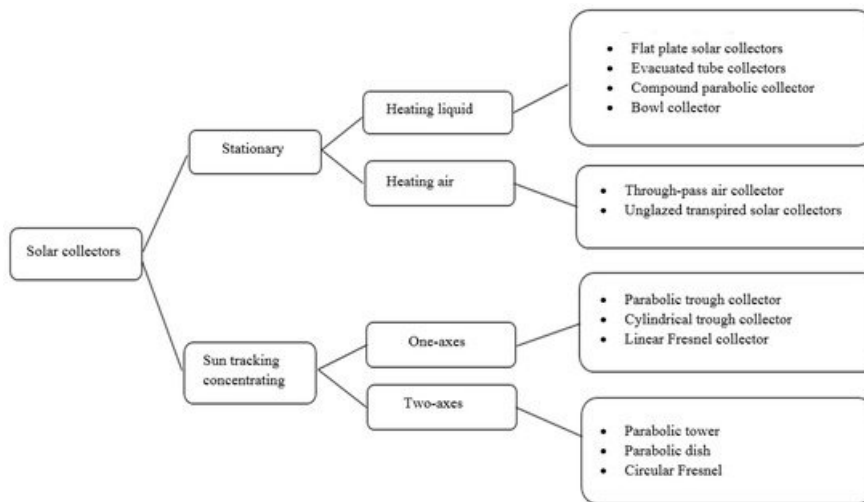 Solar collectors
Stationary
Heating liquid
• Flat plate solar collectors
• Evacuated tube collectors
• Compound parabolic collector
• Bowl collector
Heating air
• Through-pass air collector
• Unglazed transpired solar collectors
Sun tracking
concentrating
One-axes
• Parabolic trough collector
• Cylindrical trough collector
• Linear Fresnel collector
Two-axes
• Parabolic tower
• Parabolic dish
• Circular Fresnel